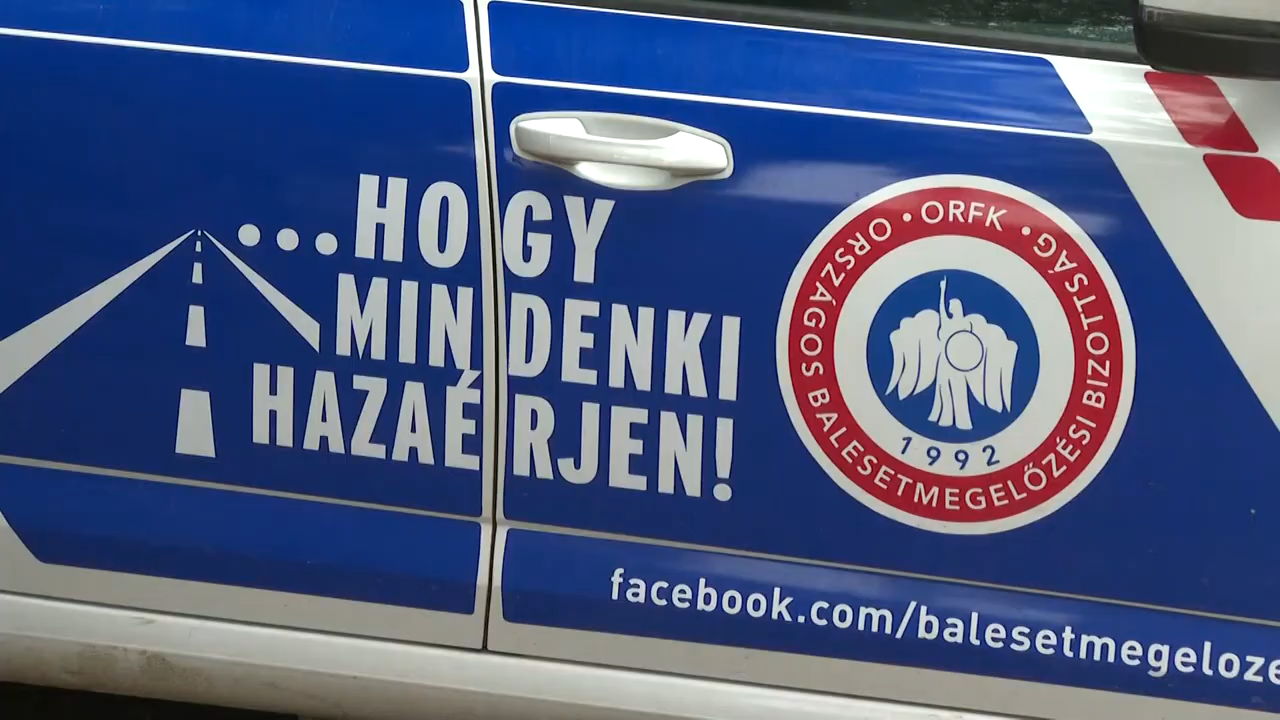 ...HOGY
MINDENKI
HAZAÉRJEN!
• ORFK •
ORSZÁGOS BALESETMEGELŐZÉSI BIZOTTSÁG
1992
facebook.com/balesetmegeloze